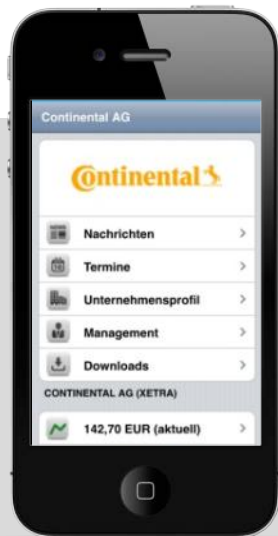 Continental AG
Continental
Nachrichten
Termine
Unternehmensprofil
Management
Downloads
CONTINENTAL AG (XETRA)
142,70 EUR (aktuell)